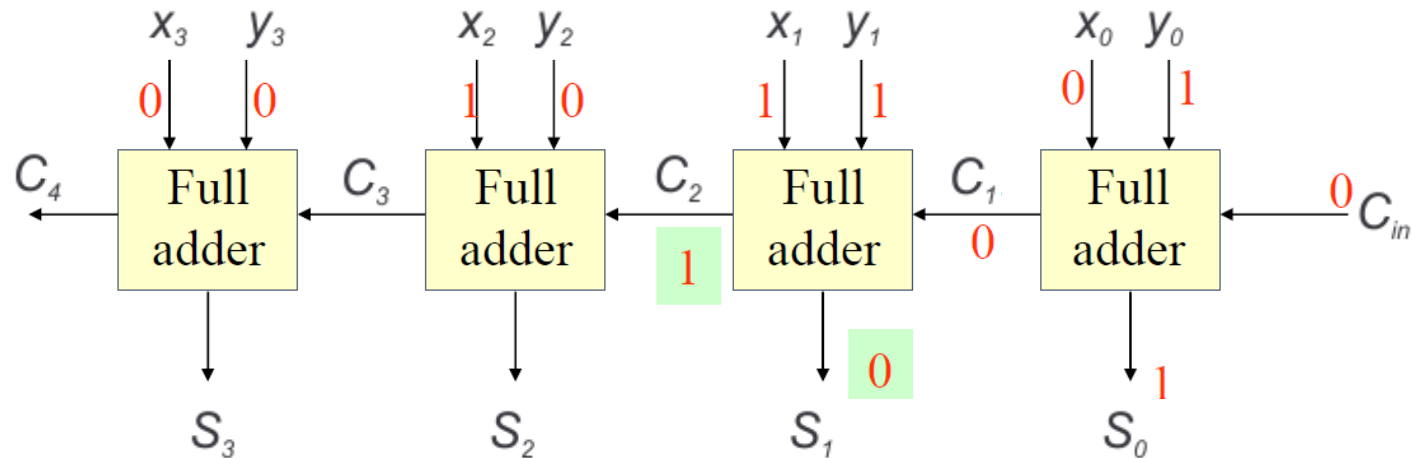 x₃ y₃ x₂ y₂ x₁ y₁ x₀ y₀
0 0 1 0 1 1 0 1
C₄ Full adder C₃ Full adder C₂ Full adder C₁ Full adder 0 C_in
1 0
0 1
S₃ S₂ S₁ S₀